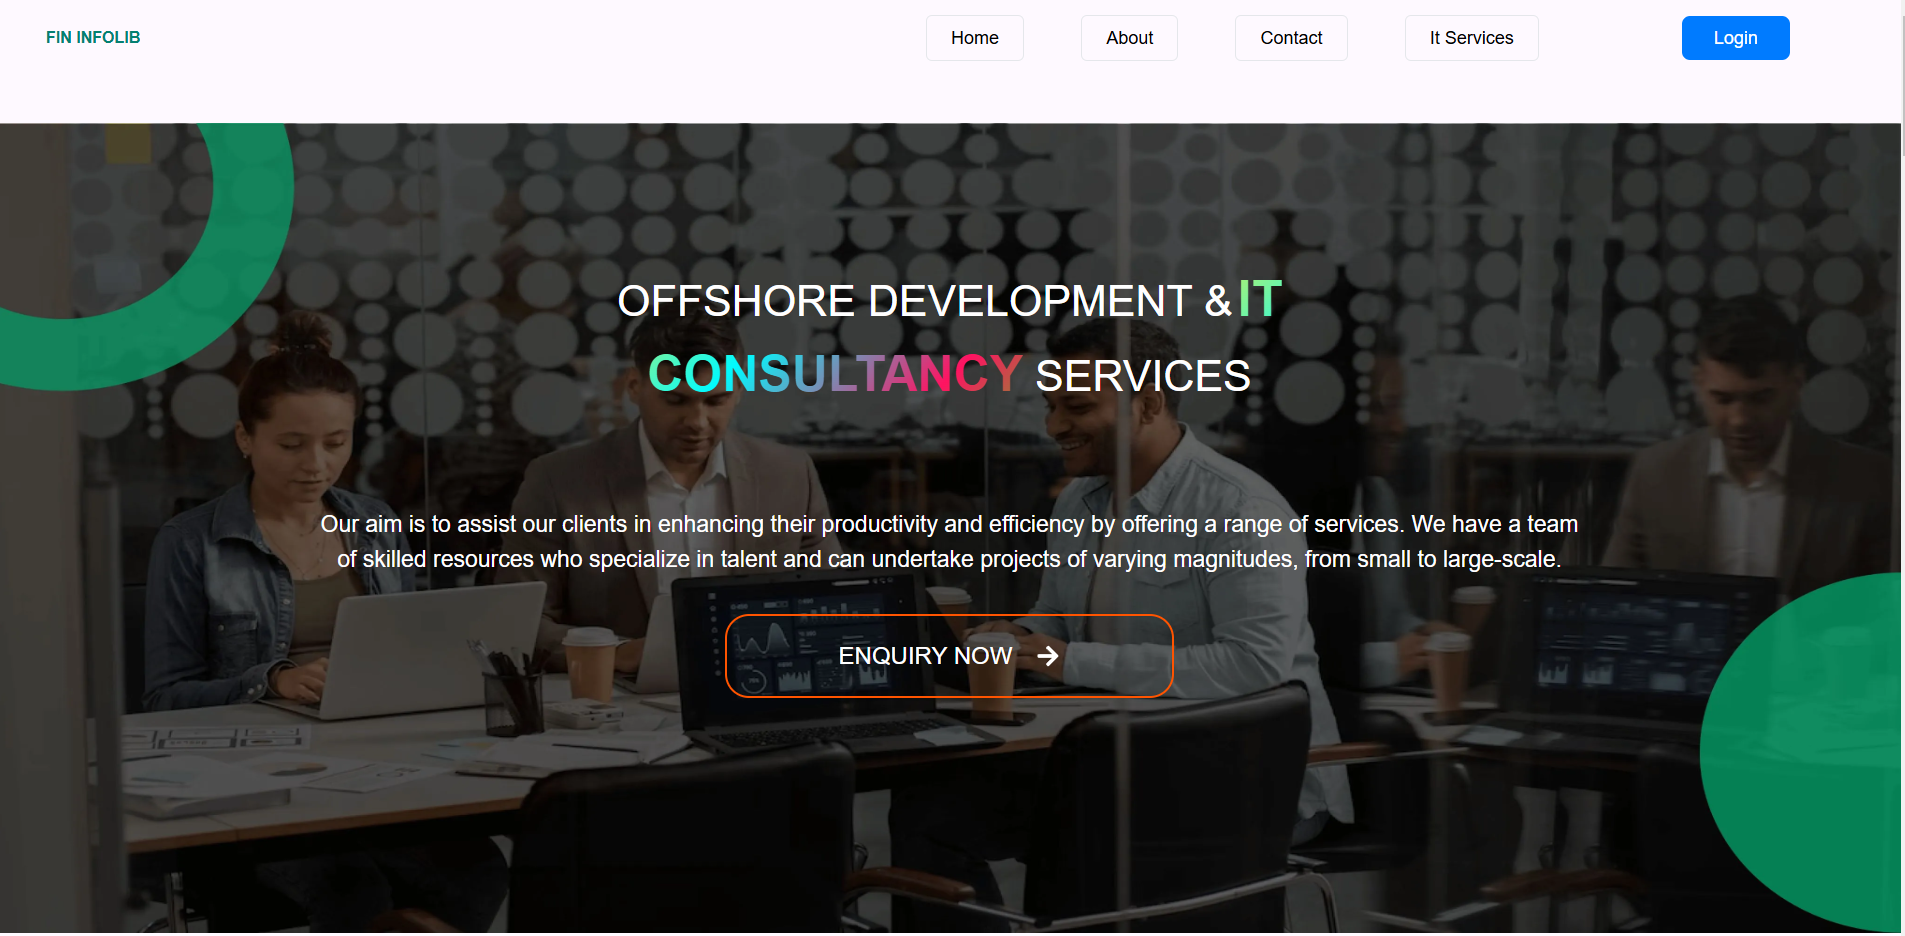 FIN INFOLIB
Home
About
Contact
It Services
Login
OFFSHORE DEVELOPMENT & IT
CONSULTANCY SERVICES
Our aim is to assist our clients in enhancing their productivity and efficiency by offering a range of services. We have a team
of skilled resources who specialize in talent and can undertake projects of varying magnitudes, from small to large-scale.
ENQUIRY NOW